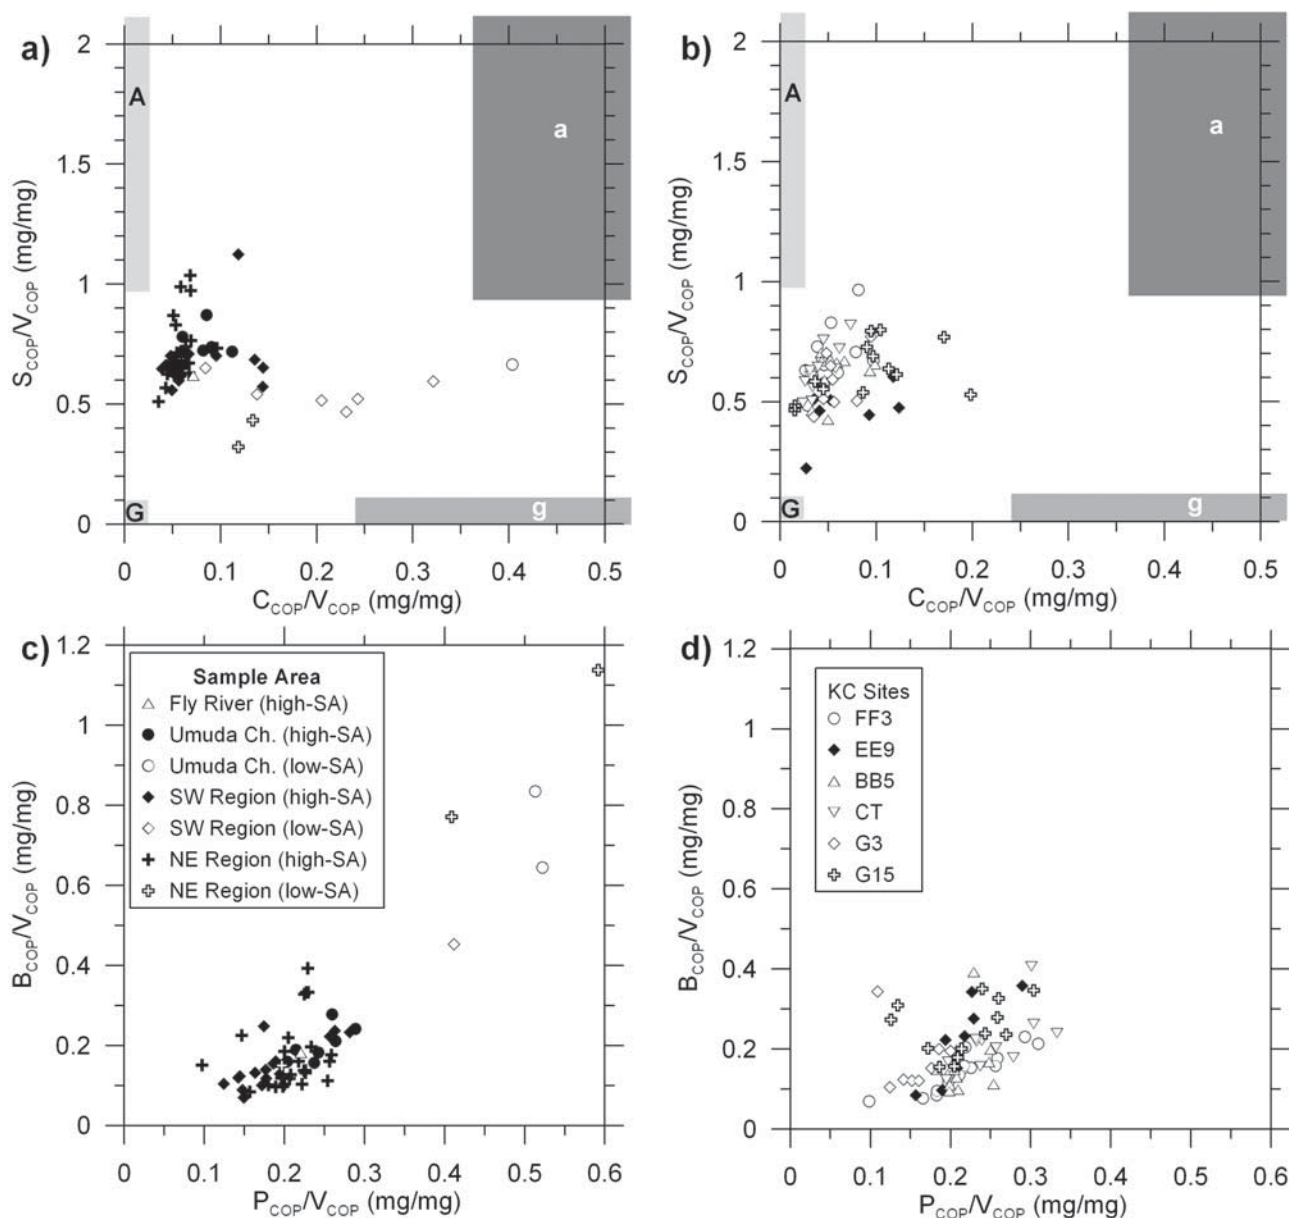 a)
2
1.5
1
0.5
0
S_COP/V_COP (mg/mg)
A
a
G
g
0 0.1 0.2 0.3 0.4 0.5
C_COP/V_COP (mg/mg)
b)
2
1.5
1
0.5
0
S_COP/V_COP (mg/mg)
A
a
G
g
0 0.1 0.2 0.3 0.4 0.5
C_COP/V_COP (mg/mg)
c)
1.2
1
0.8
0.6
0.4
0.2
0
B_COP/V_COP (mg/mg)
Sample Area
Fly River (high-SA)
Umuda Ch. (high-SA)
Umuda Ch. (low-SA)
SW Region (high-SA)
SW Region (low-SA)
NE Region (high-SA)
NE Region (low-SA)
0 0.1 0.2 0.3 0.4 0.5 0.6
P_COP/V_COP (mg/mg)
d)
1.2
1
0.8
0.6
0.4
0.2
0
B_COP/V_COP (mg/mg)
KC Sites
FF3
EE9
BB5
CT
G3
G15
0 0.1 0.2 0.3 0.4 0.5 0.6
P_COP/V_COP (mg/mg)